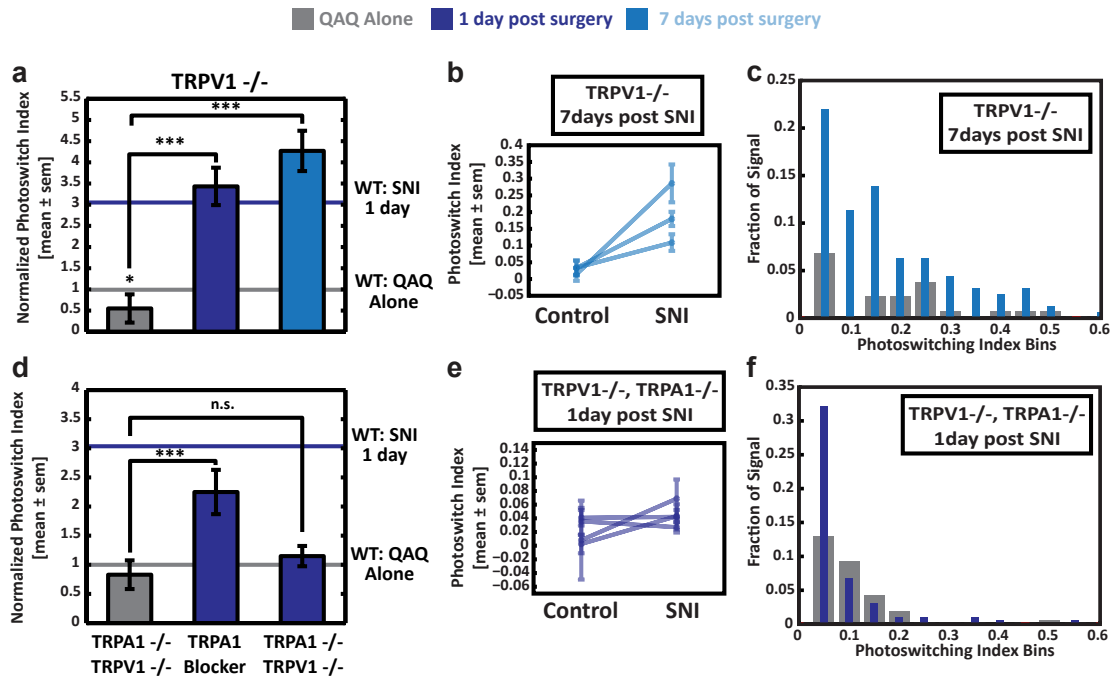 QAQ Alone 1 day post surgery 7 days post surgery
a
TRPV1 -/-
Normalized Photoswitch Index
[mean ± sem]
5.5
5
4.5
4
3.5
3
2.5
2
1.5
1
0.5
0
***
***
*
WT: SNI
1 day
WT: QAQ
Alone
b
TRPV1-/-
7days post SNI
Photoswitch Index
[mean ± sem]
0.4
0.35
0.3
0.25
0.2
0.15
0.1
0.05
0
−0.05
Control SNI
c
TRPV1-/-
7days post SNI
Fraction of Signal
0.25
0.20
0.15
0.1
0.05
0
0 0.1 0.2 0.3 0.4 0.5 0.6
Photoswitching Index Bins
d
Normalized Photoswitch Index
[mean ± sem]
4
3.5
3
2.5
2
1.5
1
0.5
0
n.s.
***
WT: SNI
1 day
WT: QAQ
Alone
TRPA1 -/- TRPA1 TRPA1 -/-
TRPV1 -/- Blocker TRPV1 -/-
e
TRPV1-/-, TRPA1-/-
1day post SNI
Photoswitch Index
[mean ± sem]
0.14
0.12
0.1
0.08
0.06
0.04
0.02
0
−0.02
−0.04
−0.06
Control SNI
f
TRPV1-/-, TRPA1-/-
1day post SNI
Fraction of Signal
0.35
0.3
0.2
0.1
0
0 0.1 0.2 0.3 0.4 0.5 0.6
Photoswitching Index Bins